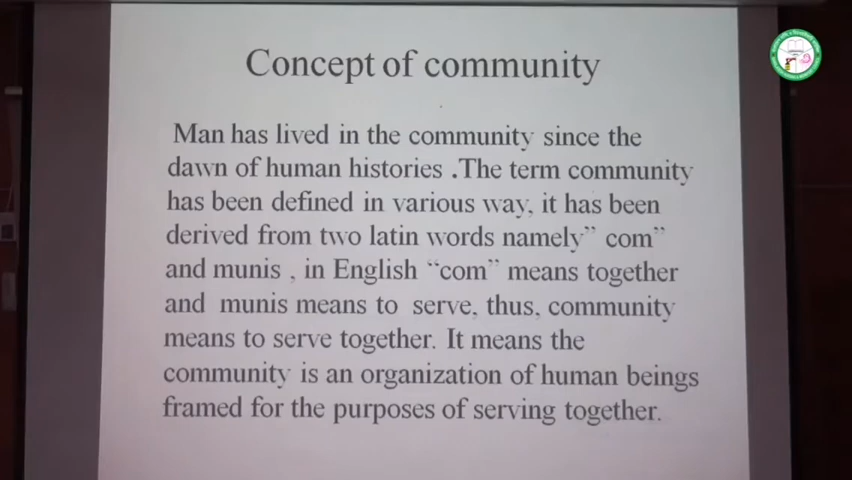 Concept of community
Man has lived in the community since the
dawn of human histories .The term community
has been defined in various way, it has been
derived from two latin words namely” com”
and munis , in English “com” means together
and munis means to serve, thus, community
means to serve together. It means the
community is an organization of human beings
framed for the purposes of serving together.